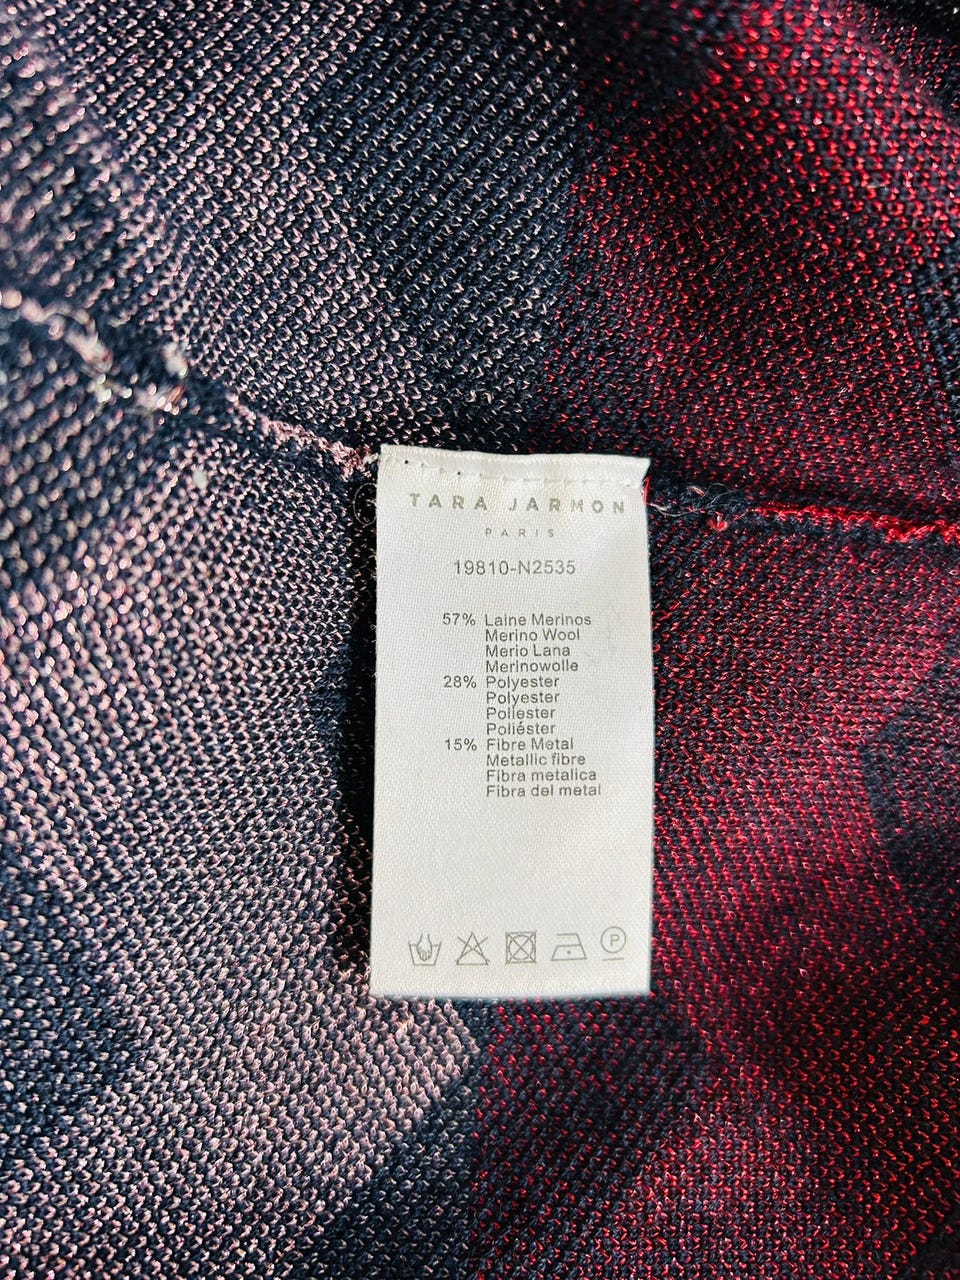 TARA JARMON
PARIS
19810-N2535
57% Laine Merinos
Merino Wool
Merio Lana
Merinowolle
28% Polyester
Polyester
Poliester
Poliéster
15% Fibre Metal
Metallic fibre
Fibra metalica
Fibra del metal
P